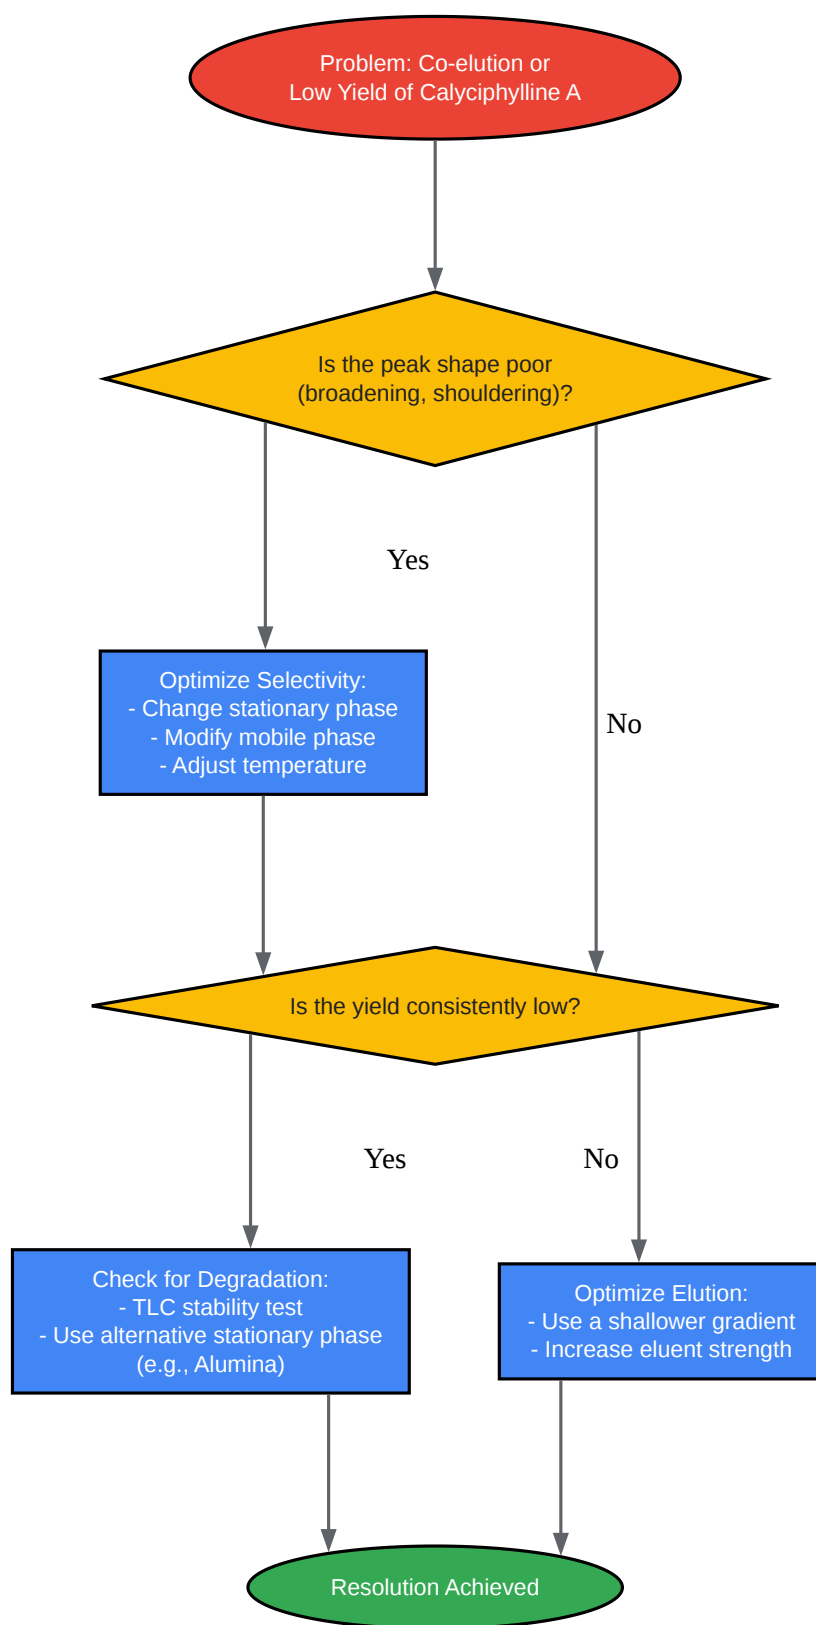 Problem: Co-elution or
Low Yield of Calyciphylline A
Is the peak shape poor
(broadening, shouldering)?
Yes
Optimize Selectivity:
- Change stationary phase
- Modify mobile phase
- Adjust temperature
No
Is the yield consistently low?
Yes
No
Check for Degradation:
- TLC stability test
- Use alternative stationary phase
(e.g., Alumina)
Optimize Elution:
- Use a shallower gradient
- Increase eluent strength
Resolution Achieved